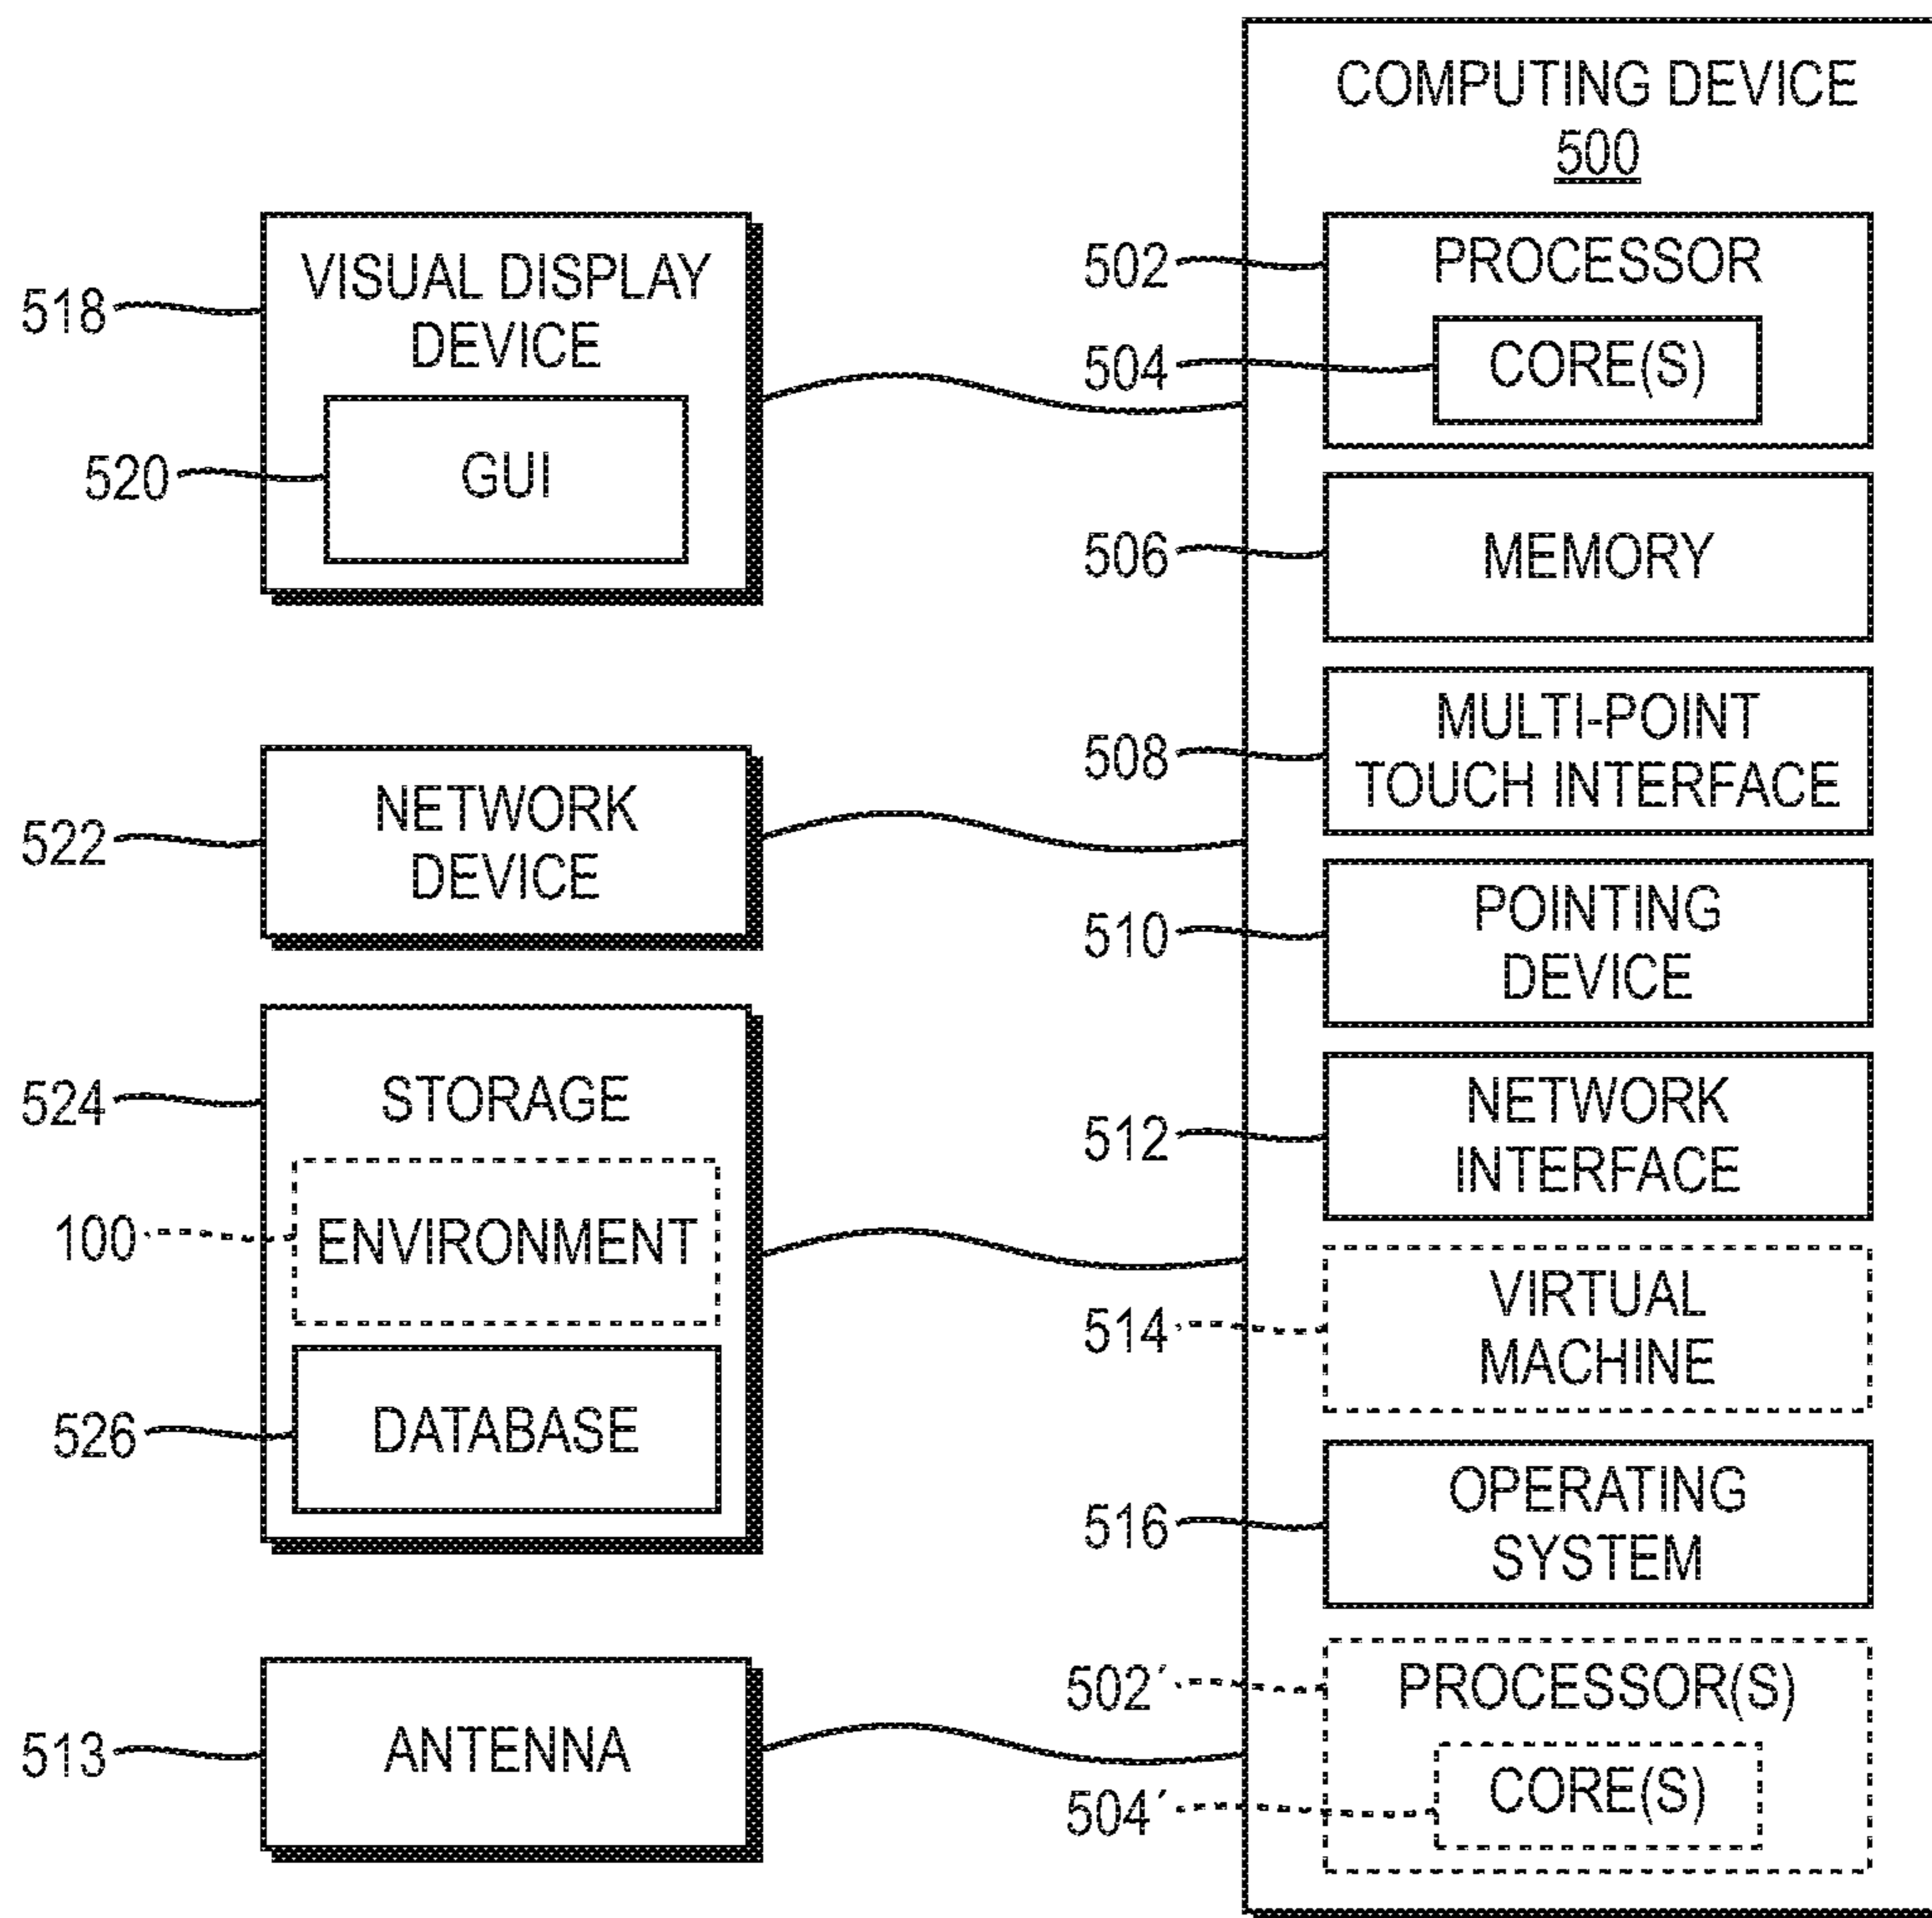 COMPUTING DEVICE
500
518
VISUAL DISPLAY
DEVICE
520
GUI
522
NETWORK
DEVICE
524
STORAGE
100
ENVIRONMENT
526
DATABASE
513
ANTENNA
502
PROCESSOR
504
CORE(S)
506
MEMORY
508
MULTI-POINT
TOUCH INTERFACE
510
POINTING
DEVICE
512
NETWORK
INTERFACE
514
VIRTUAL
MACHINE
516
OPERATING
SYSTEM
502´
PROCESSOR(S)
504´
CORE(S)